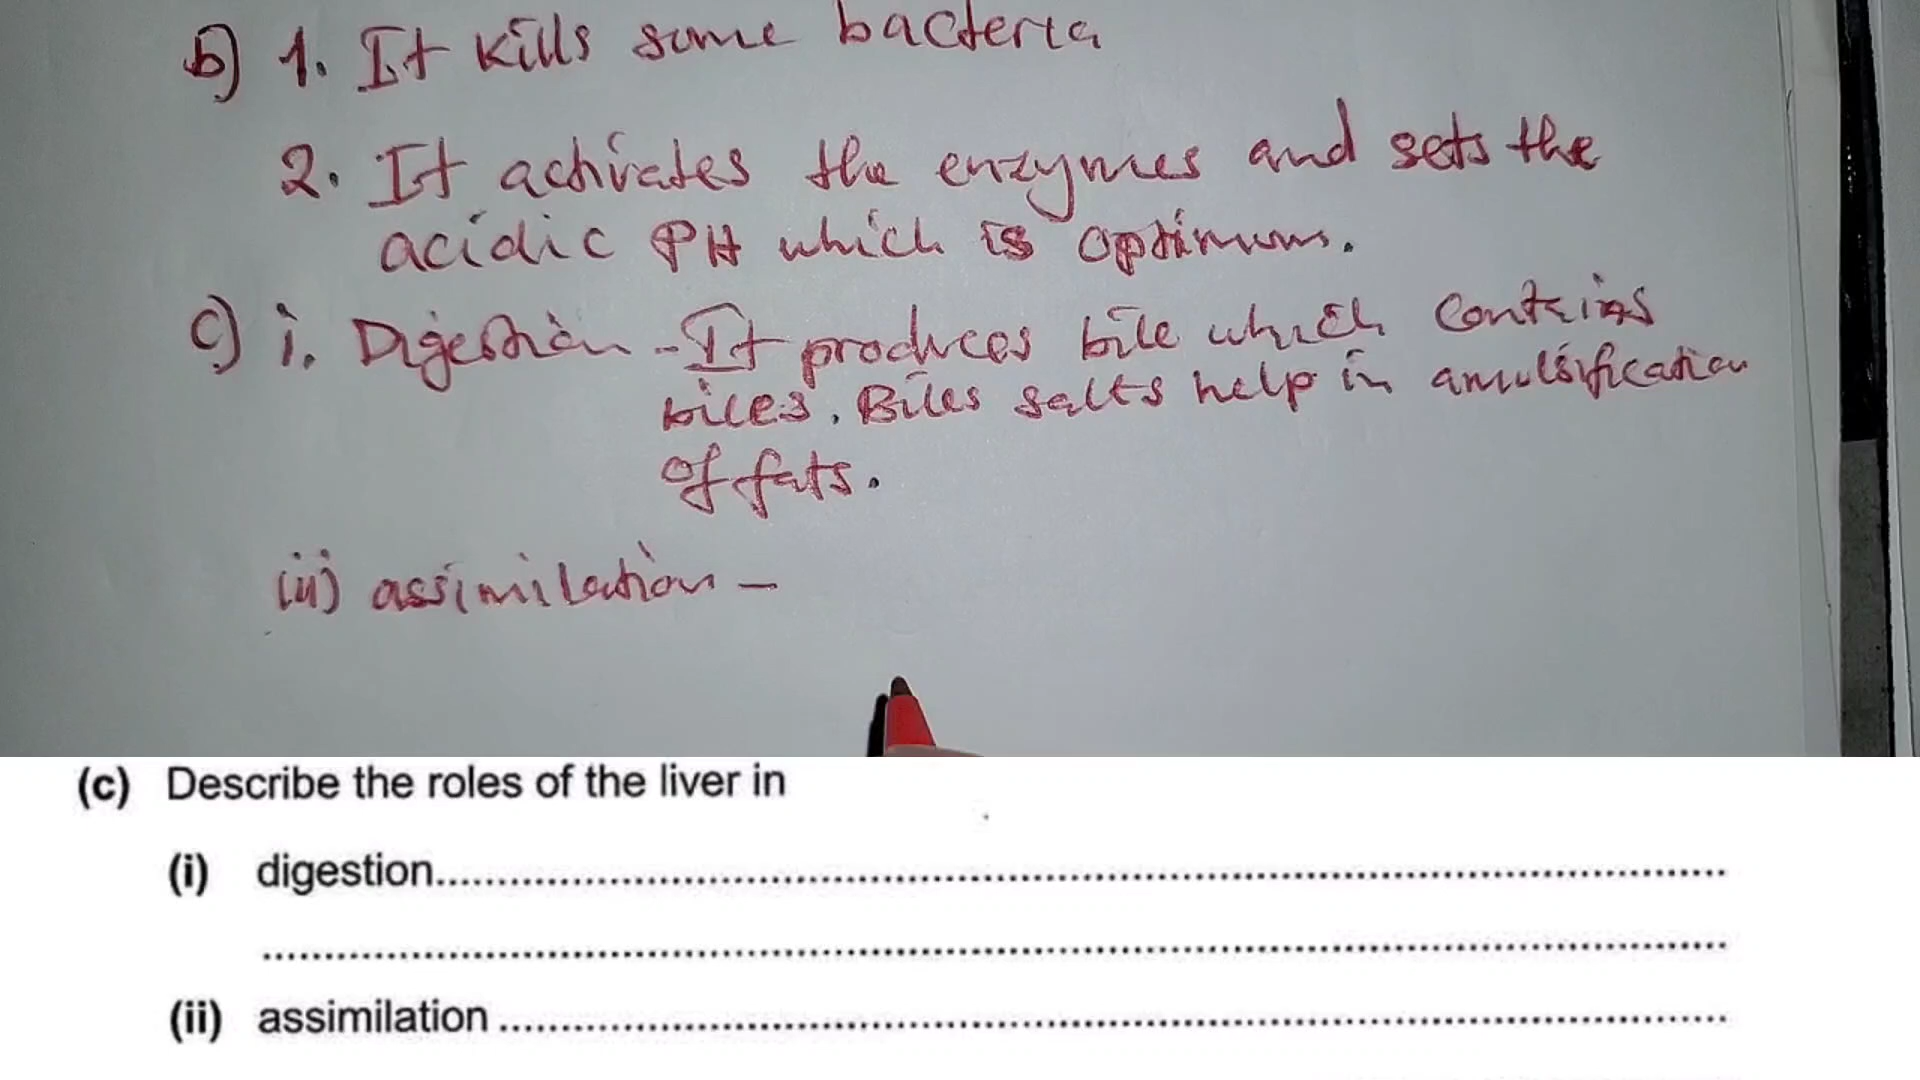 b) 1. It kills some bacteria
2. It activates the enzymes and sets the
acidic PH which is optimum.
c) i. Digestion - It produces bile which contains
biles. Biles salts help in amulsification
of fats.
(ii) assimilation -
(c) Describe the roles of the liver in
(i) digestion................................................................
................................................................
(ii) assimilation ................................................................